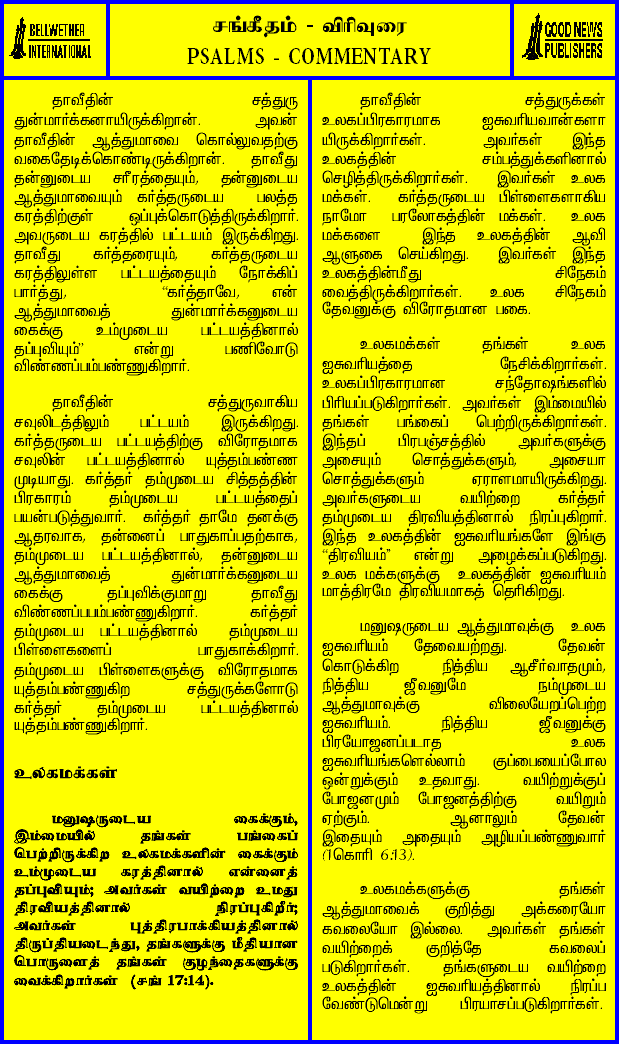 BELLWETHER
INTERNATIONAL
சங்கீதம் - விரிவுரை
PSALMS - COMMENTARY
GOOD NEWS
PUBLISHERS
தாவீதின் சத்துரு
துன்மார்க்கனாயிருக்கிறான். அவன்
தாவீதின் ஆத்துமாவை கொல்லுவதற்கு
வகைதேடிக்கொண்டிருக்கிறான். தாவீது
தன்னுடைய சரீரத்தையும், தன்னுடைய
ஆத்துமாவையும் கர்த்தருடைய பலத்த
கரத்திற்குள் ஒப்புக்கொடுத்திருக்கிறார்.
அவருடைய கரத்தில் பட்டயம் இருக்கிறது.
தாவீது கர்த்தரையும், கர்த்தருடைய
கரத்திலுள்ள பட்டயத்தையும் நோக்கிப்
பார்த்து, “கர்த்தாவே, என்
ஆத்துமாவைத் துன்மார்க்கனுடைய
கைக்கு உம்முடைய பட்டயத்தினால்
தப்புவியும்” என்று பணிவோடு
விண்ணப்பம்பண்ணுகிறார்.
தாவீதின் சத்துருவாகிய
சவுலிடத்திலும் பட்டயம் இருக்கிறது.
கர்த்தருடைய பட்டயத்திற்கு விரோதமாக
சவுலின் பட்டயத்தினால் யுத்தம்பண்ண
முடியாது. கர்த்தர் தம்முடைய சித்தத்தின்
பிரகாரம் தம்முடைய பட்டயத்தைப்
பயன்படுத்துவார். கர்த்தர் தாமே தனக்கு
ஆதரவாக, தன்னைப் பாதுகாப்பதற்காக,
தம்முடைய பட்டயத்தினால், தன்னுடைய
ஆத்துமாவைத் துன்மார்க்கனுடைய
கைக்கு தப்புவிக்குமாறு தாவீது
விண்ணப்பபம்பண்ணுகிறார். கர்த்தர்
தம்முடைய பட்டயத்தினால் தம்முடைய
பிள்ளைகளைப் பாதுகாக்கிறார்.
தம்முடைய பிள்ளைகளுக்கு விரோதமாக
யுத்தம்பண்ணுகிற சத்துருக்களோடு
கர்த்தர் தம்முடைய பட்டயத்தினால்
யுத்தம்பண்ணுகிறார்.
உலகமக்கள்
மனுஷருடைய கைக்கும்,
இம்மையில் தங்கள் பங்கைப்
பெற்றிருக்கிற உலகமக்களின் கைக்கும்
உம்முடைய கரத்தினால் என்னைத்
தப்புவியும்; அவர்கள் வயிற்றை உமது
திரவியத்தினால் நிரப்புகிறீர்;
அவர்கள் புத்திரபாக்கியத்தினால்
திருப்தியடைந்து, தங்களுக்கு மீதியான
பொருளைத் தங்கள் குழந்தைகளுக்கு
வைக்கிறார்கள் (சங் 17:14).
தாவீதின் சத்துருக்கள்
உலகப்பிரகாரமாக ஐசுவரியவான்களா
யிருக்கிறார்கள். அவர்கள் இந்த
உலகத்தின் சம்பத்துக்களினால்
செழித்திருக்கிறார்கள். இவர்கள் உலக
மக்கள். கர்த்தருடைய பிள்ளைகளாகிய
நாமோ பரலோகத்தின் மக்கள். உலக
மக்களை இந்த உலகத்தின் ஆவி
ஆளுகை செய்கிறது. இவர்கள் இந்த
உலகத்தின்மீது சிநேகம்
வைத்திருக்கிறார்கள். உலக சிநேகம்
தேவனுக்கு விரோதமான பகை.
உலகமக்கள் தங்கள் உலக
ஐசுவரியத்தை நேசிக்கிறார்கள்.
உலகப்பிரகாரமான சந்தோஷங்களில்
பிரியப்படுகிறார்கள். அவர்கள் இம்மையில்
தங்கள் பங்கைப் பெற்றிருக்கிறார்கள்.
இந்தப் பிரபஞ்சத்தில் அவர்களுக்கு
அசையும் சொத்துக்களும், அசையா
சொத்துக்களும் ஏராளமாயிருக்கிறது.
அவர்களுடைய வயிற்றை கர்த்தர்
தம்முடைய திரவியத்தினால் நிரப்புகிறார்.
இந்த உலகத்தின் ஐசுவரியங்களே இங்கு
“திரவியம்” என்று அழைக்கப்படுகிறது.
உலக மக்களுக்கு உலகத்தின் ஐசுவரியம்
மாத்திரமே திரவியமாகத் தெரிகிறது.
மனுஷருடைய ஆத்துமாவுக்கு உலக
ஐசுவரியம் தேவையற்றது. தேவன்
கொடுக்கிற நித்திய ஆசீர்வாதமும்,
நித்திய ஜீவனுமே நம்முடைய
ஆத்துமாவுக்கு விலையேறப்பெற்ற
ஐசுவரியம். நித்திய ஜீவனுக்கு
பிரயோஜனப்படாத உலக
ஐசுவரியங்களெல்லாம் குப்பையைப்போல
ஒன்றுக்கும் உதவாது. வயிற்றுக்குப்
போஜனமும் போஜனத்திற்கு வயிறும்
ஏற்கும். ஆனாலும் தேவன்
இதையும் அதையும் அழியப்பண்ணுவார்
(1கொரி 6:13).
உலகமக்களுக்கு தங்கள்
ஆத்துமாவைக் குறித்து அக்கரையோ
கவலையோ இல்லை. அவர்கள் தங்கள்
வயிற்றைக் குறித்தே கவலைப்
படுகிறார்கள். தங்களுடைய வயிற்றை
உலகத்தின் ஐசுவரியத்தினால் நிரப்ப
வேண்டுமென்று பிரயாசப்படுகிறார்கள்.